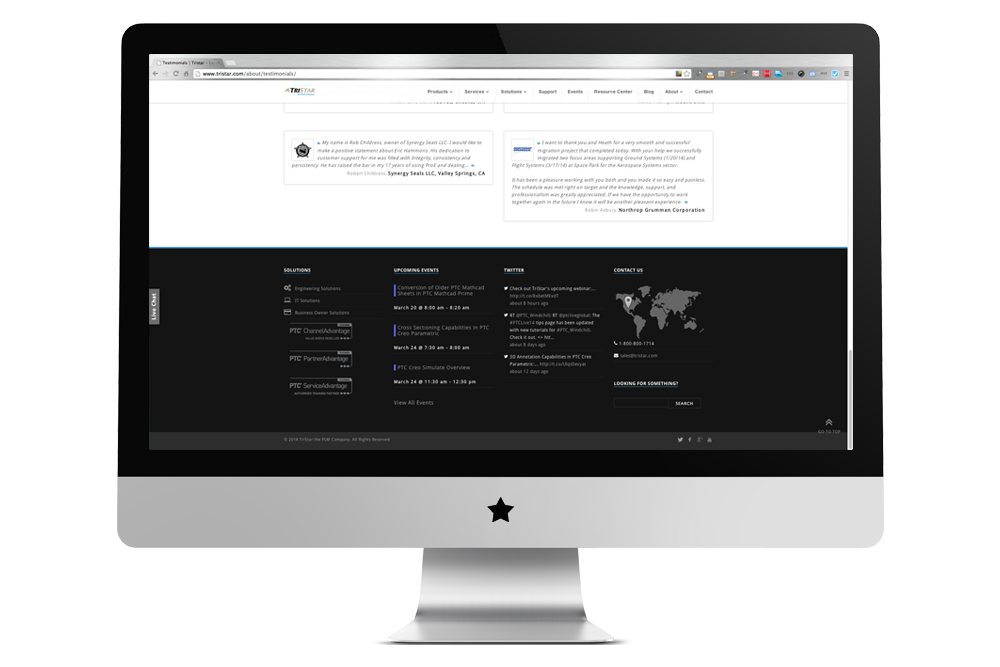 Testimonials | Tristar
www.tristar.com/about/testimonials/
TRISTAR
Products Services Solutions Support Events Resource Center Blog About Contact
My name is Rob Childress, owner of Synergy Seals LLC. I would like to
make a positive statement about Eric Hammons. His dedication to
customer support for me was filled with integrity, consistency and
persistency. He has raised the bar in my 17 years of using ProE and dealing...
Robert Childress, Synergy Seals LLC, Valley Springs, CA
I want to thank you and Heath for a very smooth and successful
migration project that completed today. With your help we successfully
migrated two focus areas supporting Ground Systems (1/20/14) and
Flight Systems (3/17/14) at Space Park for the Aerospace Systems sector.
It has been a pleasure working with you both and you made it so easy and painless.
The schedule was met right on target and the knowledge, support, and
professionalism was greatly appreciated. If we have the opportunity to work
together again in the future I know it will be another pleasant experience.
Robin Asbury, Northrop Grumman Corporation
Live Chat
SOLUTIONS
Engineering Solutions
IT Solutions
Business Owner Solutions
PTC ChannelAdvantage
PTC PartnerAdvantage
PTC ServiceAdvantage
AUTHORIZED TRAINING PARTNER
UPCOMING EVENTS
Conversion of Older PTC Mathcad
Sheets in PTC Mathcad Prime
March 20 @ 8:00 am - 8:20 am
Cross Sectioning Capabilities in PTC
Creo Parametric
March 24 @ 7:30 am - 8:00 am
PTC Creo Simulate Overview
March 24 @ 11:30 am - 12:30 pm
View All Events
TWITTER
Check out TriStar's upcoming webinar:...
about 8 hours ago
RT @PTC_Windchill: RT @ptcliveglobal: The
#PTCLive14 tips page has been updated
with new tutorials for #PTC_Windchill.
Check it out. >> htt...
about 8 days ago
3D Annotation Capabilities in PTC Creo
Parametric:...
about 12 days ago
CONTACT US
1-800-800-1714
sales@tristar.com
LOOKING FOR SOMETHING?
SEARCH
GO TO TOP
© 2014 TriStar the PLM Company. All Rights Reserved